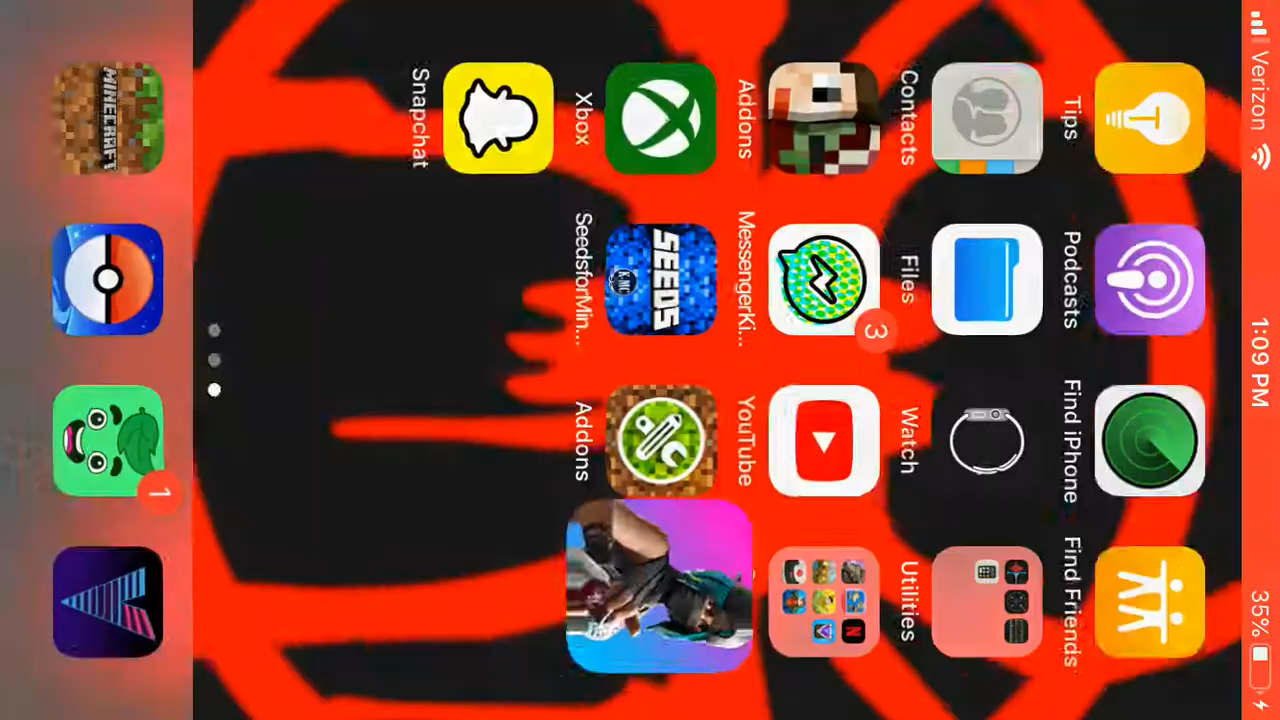 Verizon 1:09 PM 35%
Tips Podcasts Find iPhone Find Friends
Contacts Files Watch Utilities
3
Addons MessengerKi... YouTube
SEEDS
K-MC
Xbox SeedsforMin... Addons
Snapchat
MINECRAFT
1